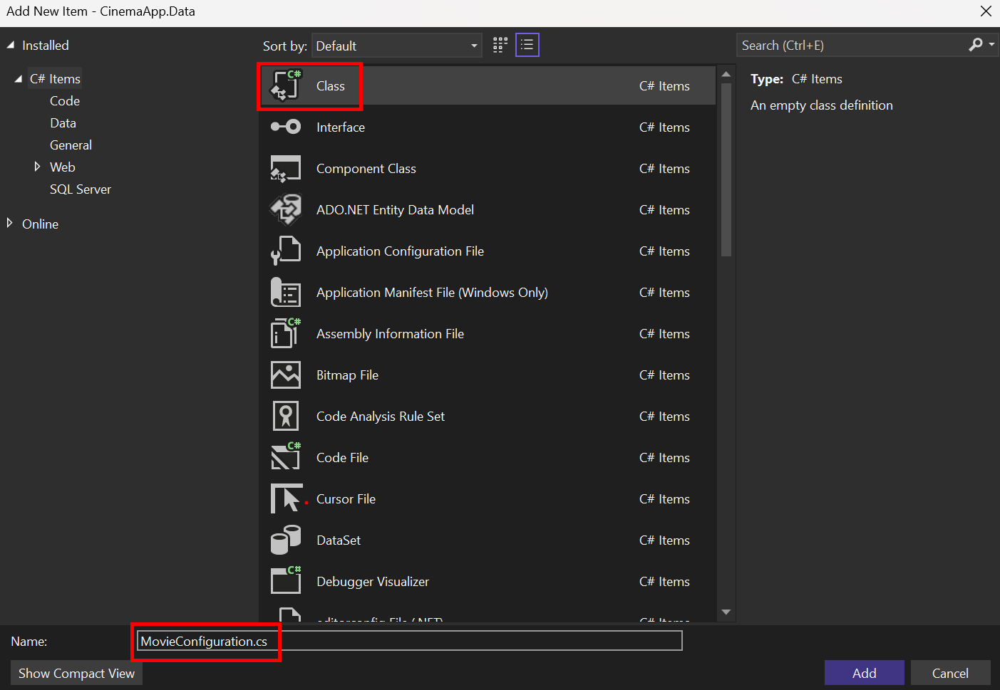 Add New Item - CinemaApp.Data
Installed
C# Items
Code
Data
General
Web
SQL Server
Online
Sort by: Default
Search (Ctrl+E)
C# Class C# Items
Interface C# Items
Component Class C# Items
ADO.NET Entity Data Model C# Items
Application Configuration File C# Items
Application Manifest File (Windows Only) C# Items
C# Assembly Information File C# Items
Bitmap File C# Items
Code Analysis Rule Set C# Items
C# Code File C# Items
Cursor File C# Items
DataSet C# Items
C# Debugger Visualizer C# Items
Type: C# Items
An empty class definition
Name: MovieConfiguration.cs
Show Compact View
Add
Cancel